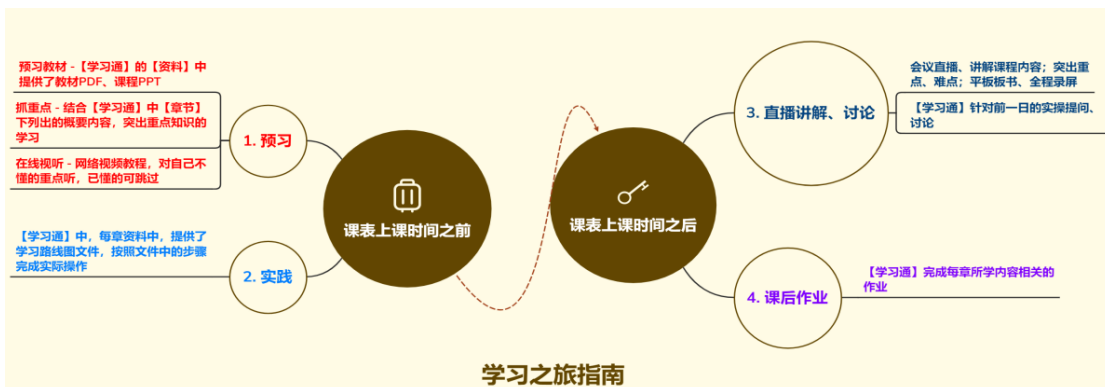 预习教材 - 【学习通】的【资料】中
提供了教材PDF、课程PPT
抓重点 - 结合【学习通】中【章节】
下列出的概要内容，突出重点知识的
学习
在线视听 - 网络视频教程，对自己不
懂的重点听，已懂的可跳过
1. 预习
【学习通】中，每章资料中，提供了
学习路线图文件，按照文件中的步骤
完成实际操作
2. 实践
课表上课时间之前
课表上课时间之后
3. 直播讲解、讨论
会议直播、讲解课程内容；突出重
点、难点；平板板书、全程录屏
【学习通】针对前一日的实操提问、
讨论
4. 课后作业
【学习通】完成每章所学内容相关的
作业
学习之旅指南